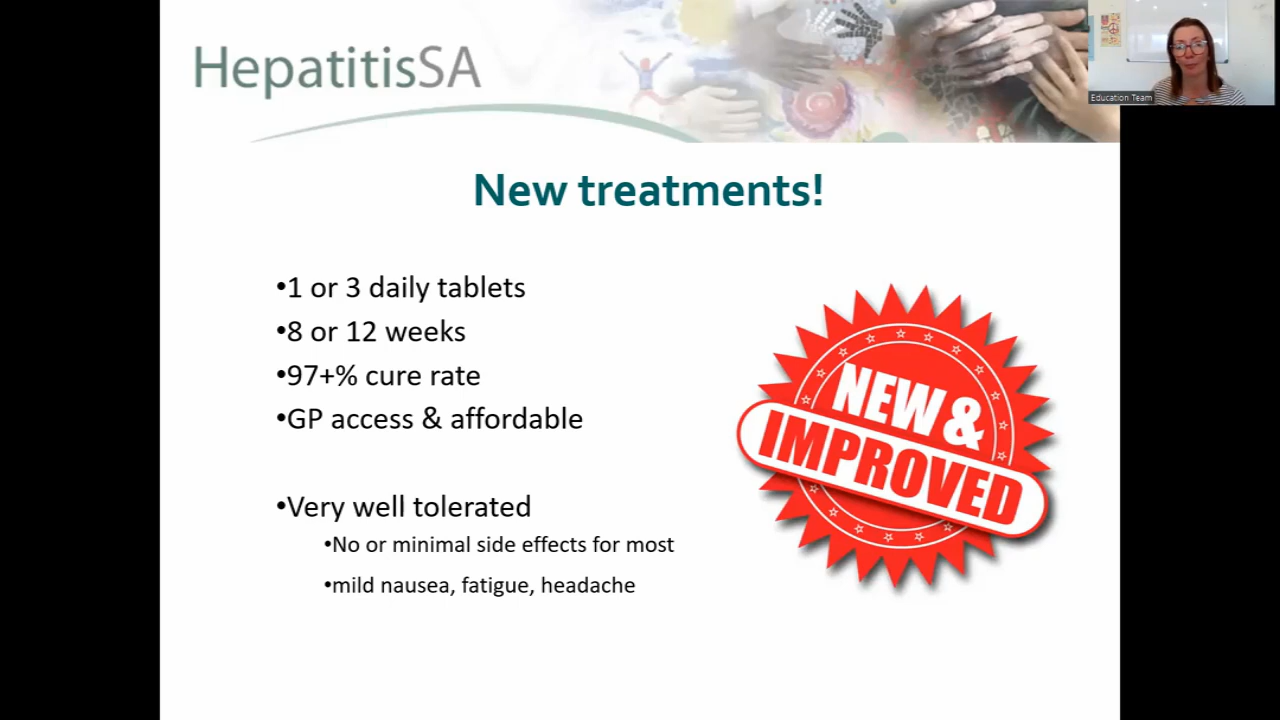 HepatitisSA
Education Team
New treatments!
•1 or 3 daily tablets
•8 or 12 weeks
•97+% cure rate
•GP access & affordable
•Very well tolerated
•No or minimal side effects for most
•mild nausea, fatigue, headache
NEW &
IMPROVED